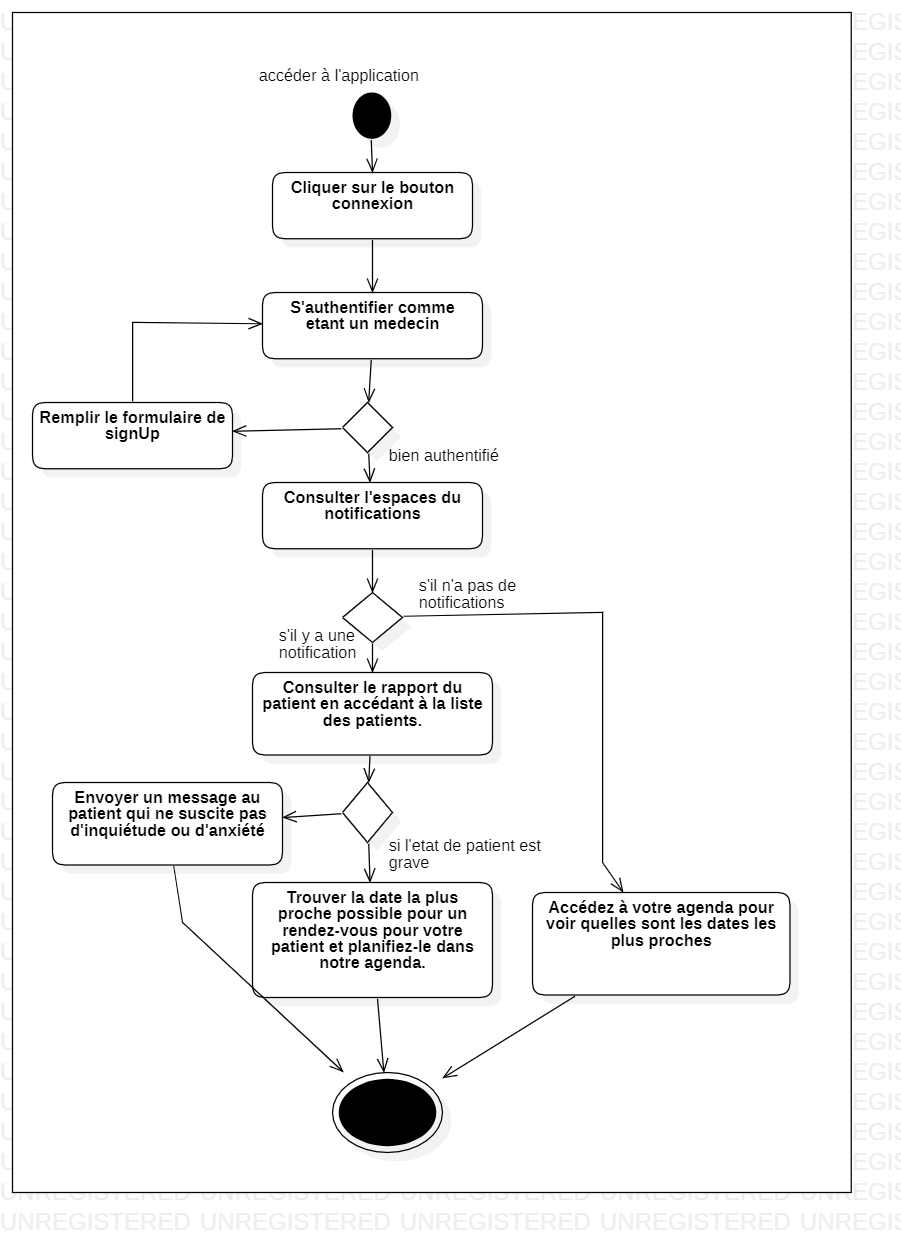 accéder à l'application
Cliquer sur le bouton
connexion
S'authentifier comme
etant un medecin
Remplir le formulaire de
signUp
bien authentifié
Consulter l'espaces du
notifications
s'il n'a pas de
notifications
s'il y a une
notification
Consulter le rapport du
patient en accédant à la liste
des patients.
Envoyer un message au
patient qui ne suscite pas
d'inquiétude ou d'anxiété
si l'etat de patient est
grave
Trouver la date la plus
proche possible pour un
rendez-vous pour votre
patient et planifiez-le dans
notre agenda.
Accédez à votre agenda pour
voir quelles sont les dates les
plus proches
UNREGISTERED UNREGISTERED UNREGISTERED UNREGISTERED UNREGIS